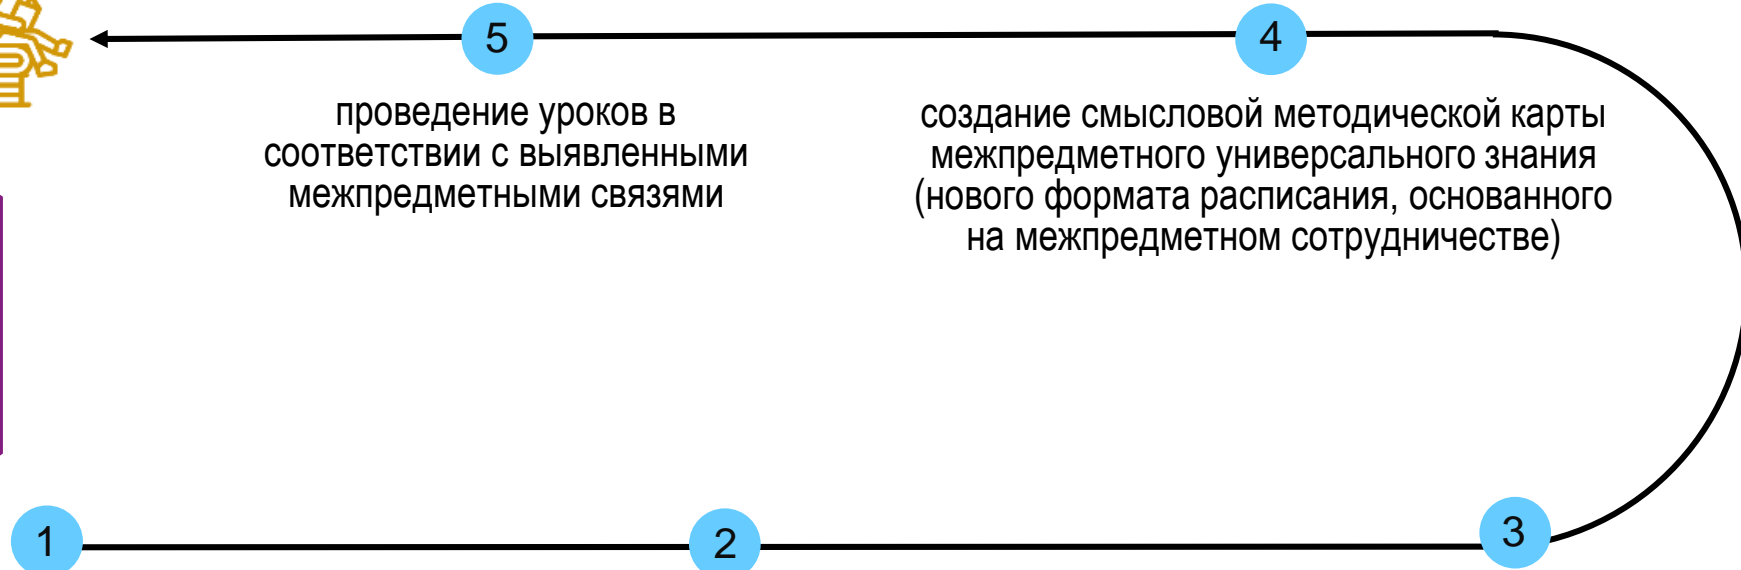 5
проведение уроков в
соответствии с выявленными
межпредметными связями
4
создание смысловой методической карты
межпредметного универсального знания
(нового формата расписания, основанного
на межпредметном сотрудничестве)
1
2
3